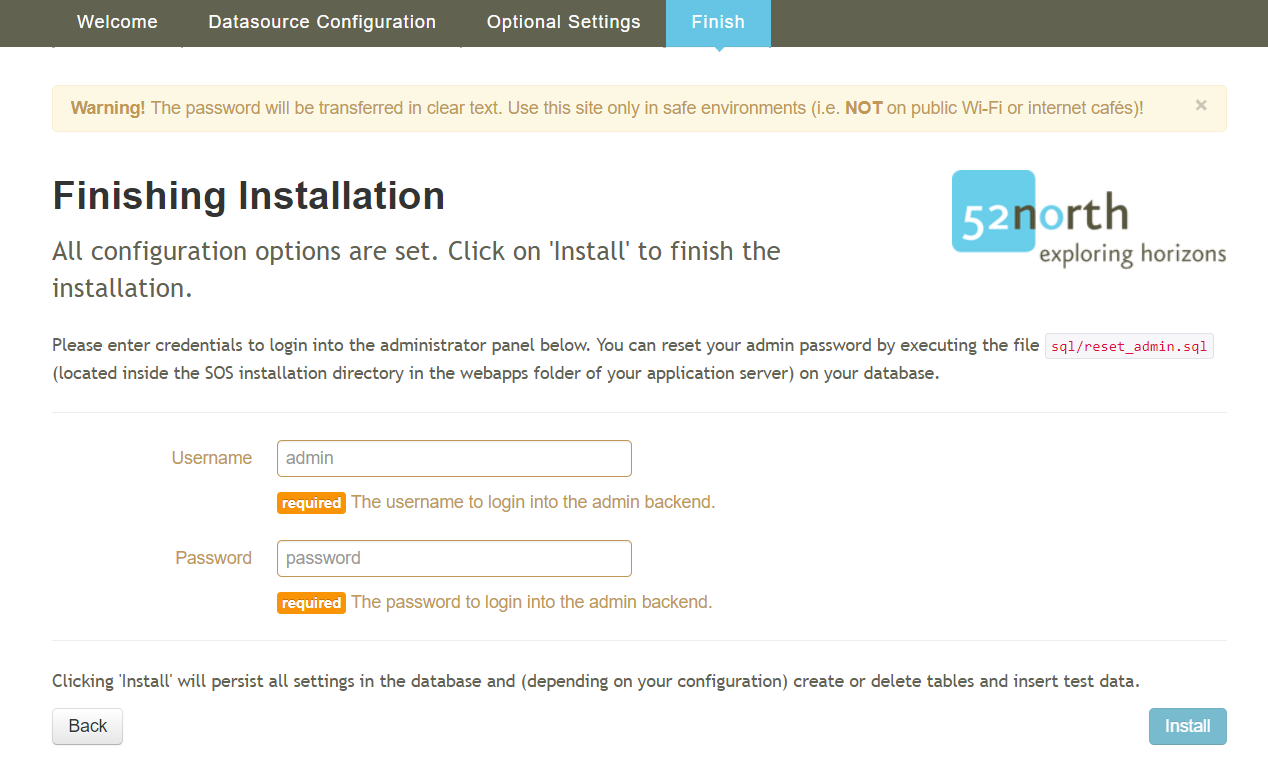 Welcome Datasource Configuration Optional Settings Finish
Warning! The password will be transferred in clear text. Use this site only in safe environments (i.e. NOT on public Wi-Fi or internet cafés)! ×
Finishing Installation
52north
exploring horizons
All configuration options are set. Click on 'Install' to finish the
installation.
Please enter credentials to login into the administrator panel below. You can reset your admin password by executing the file sql/reset_admin.sql
(located inside the SOS installation directory in the webapps folder of your application server) on your database.
Username admin
required The username to login into the admin backend.
Password password
required The password to login into the admin backend.
Clicking 'Install' will persist all settings in the database and (depending on your configuration) create or delete tables and insert test data.
Back Install